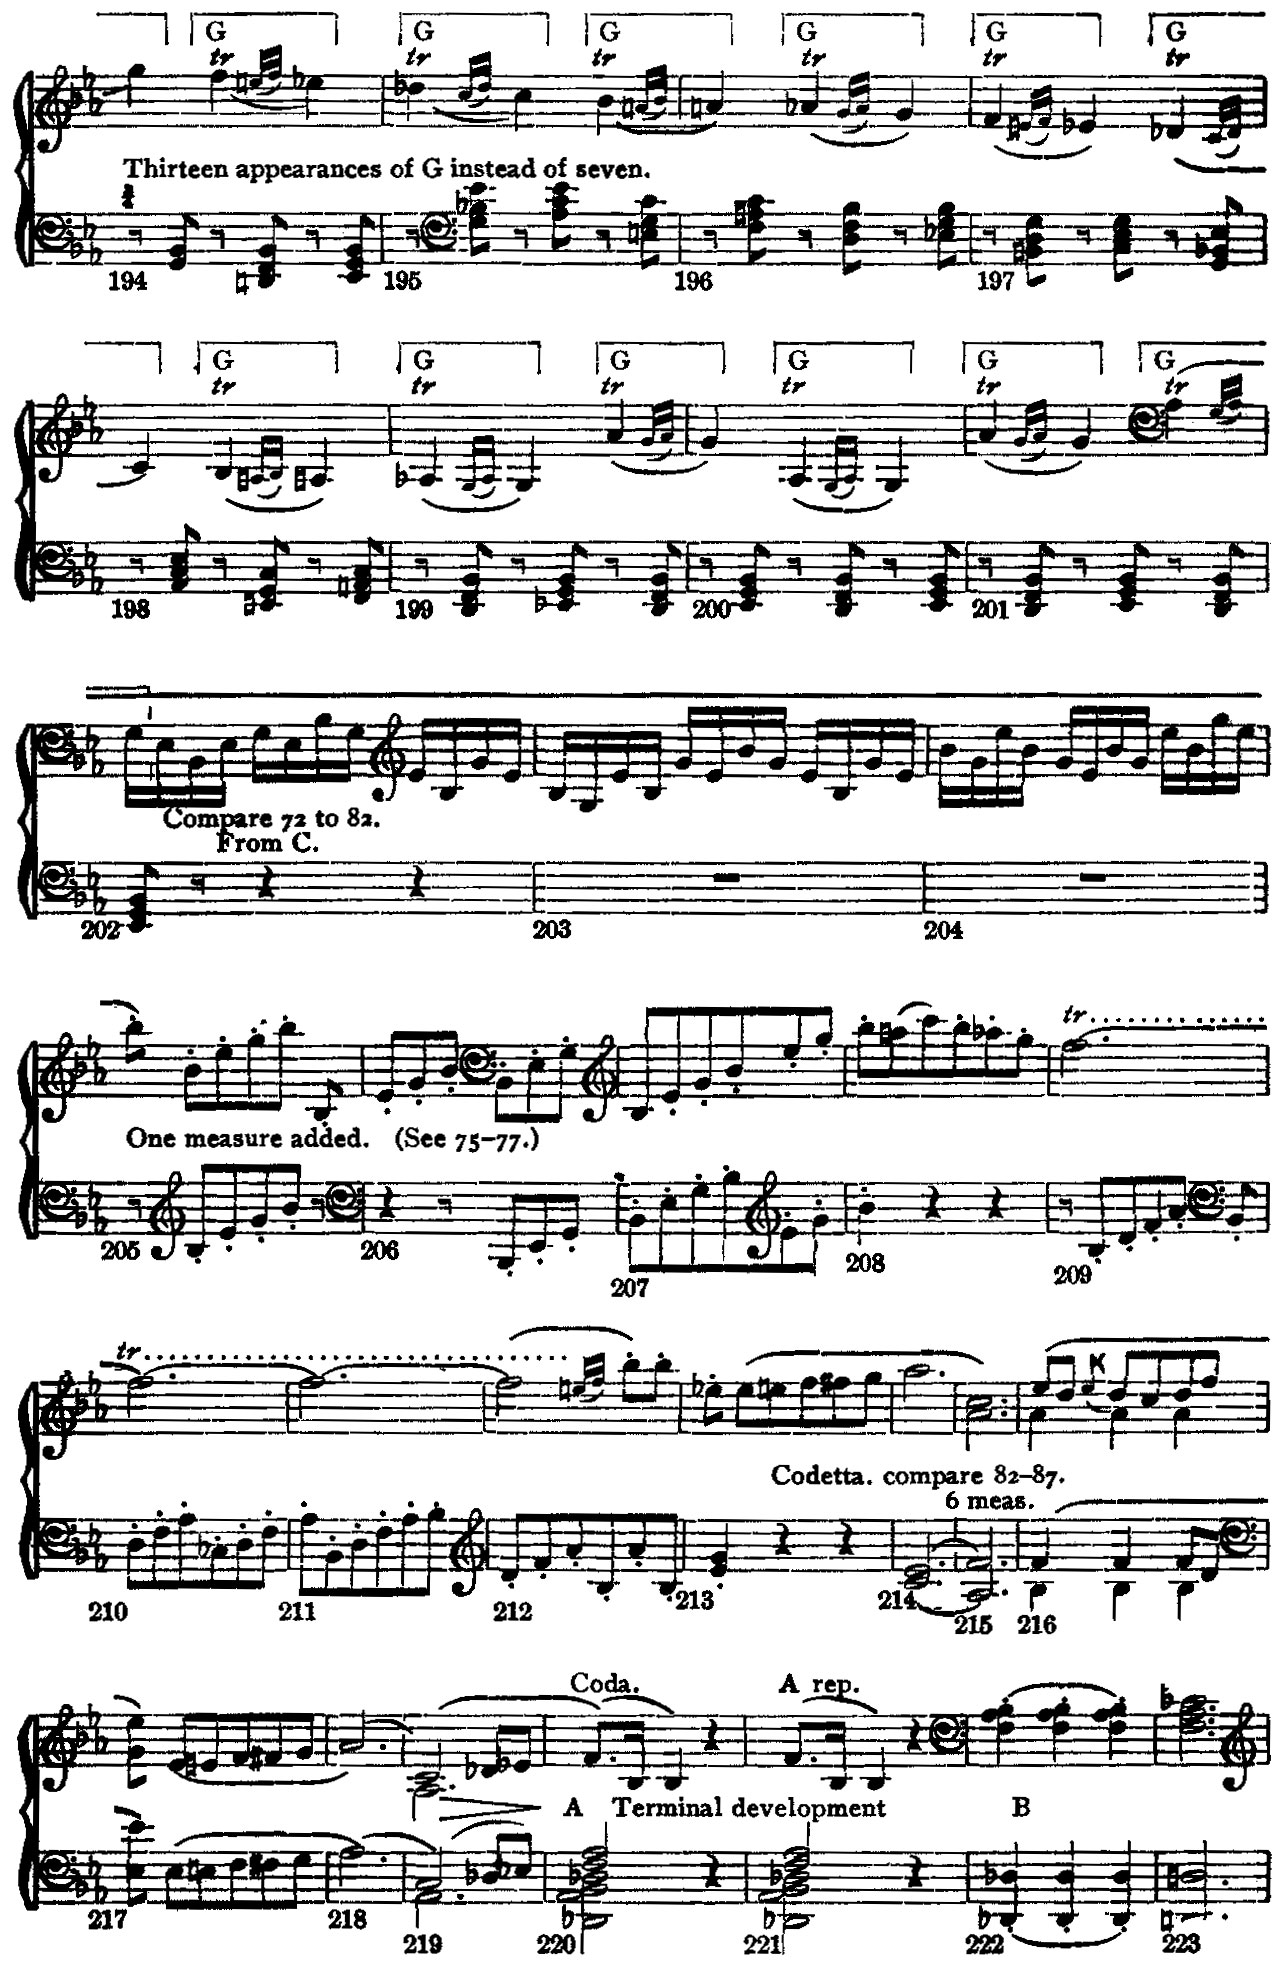 G G G G G G
tr tr tr tr tr tr
Thirteen appearances of G instead of seven.
3
4
194 195 196 197
G G G G G G
tr tr tr tr tr tr
198 199 200 201
Compare 72 to 82.
From C.
202 203 204
tr
One measure added. (See 75–77.)
205 206 207 208 209
tr
Codetta. compare 82–87.
6 meas.
210 211 212 213 214 215 216
Coda. A rep.
A Terminal development B
217 218 219 220 221 222 223